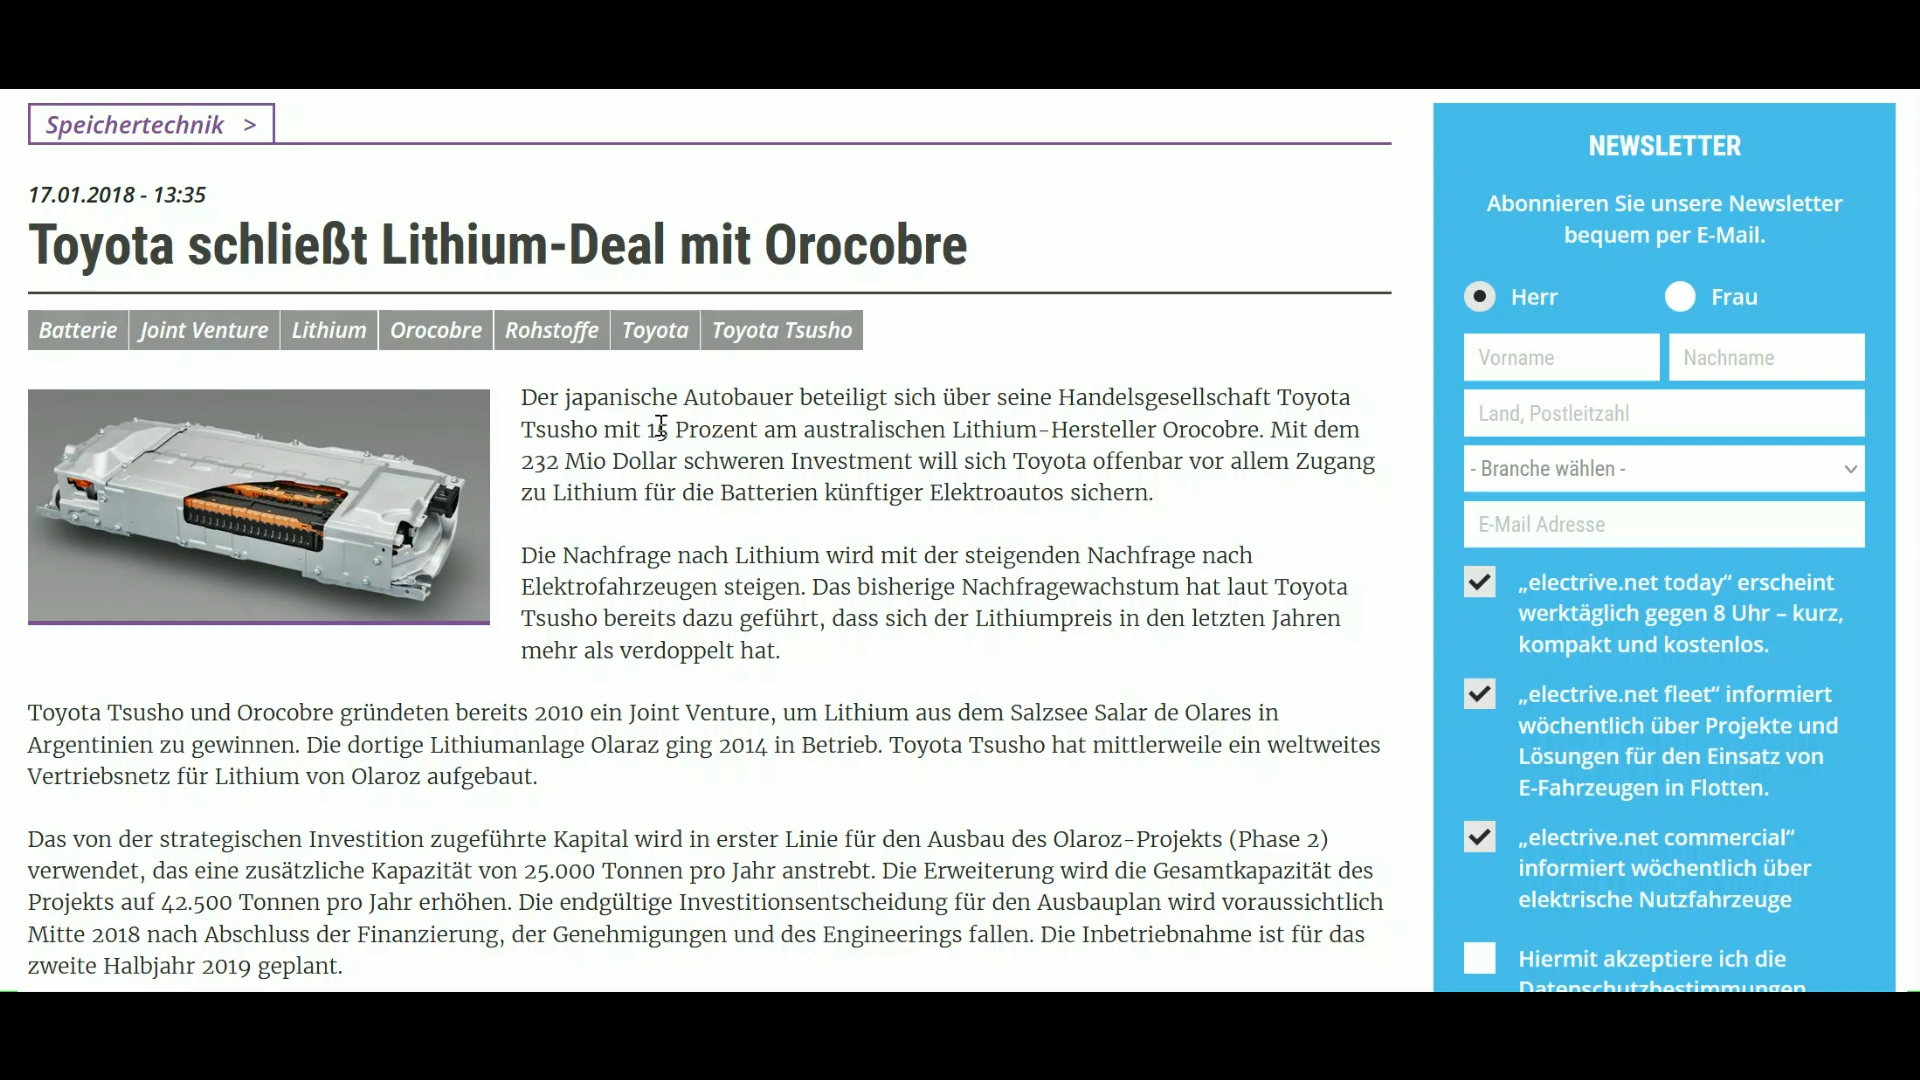 Speichertechnik >
17.01.2018 - 13:35
Toyota schließt Lithium-Deal mit Orocobre
Batterie Joint Venture Lithium Orocobre Rohstoffe Toyota Toyota Tsusho
Der japanische Autobauer beteiligt sich über seine Handelsgesellschaft Toyota
Tsusho mit 15 Prozent am australischen Lithium-Hersteller Orocobre. Mit dem
232 Mio Dollar schweren Investment will sich Toyota offenbar vor allem Zugang
zu Lithium für die Batterien künftiger Elektroautos sichern.
Die Nachfrage nach Lithium wird mit der steigenden Nachfrage nach
Elektrofahrzeugen steigen. Das bisherige Nachfragewachstum hat laut Toyota
Tsusho bereits dazu geführt, dass sich der Lithiumpreis in den letzten Jahren
mehr als verdoppelt hat.
Toyota Tsusho und Orocobre gründeten bereits 2010 ein Joint Venture, um Lithium aus dem Salzsee Salar de Olares in
Argentinien zu gewinnen. Die dortige Lithiumanlage Olaraz ging 2014 in Betrieb. Toyota Tsusho hat mittlerweile ein weltweites
Vertriebsnetz für Lithium von Olaroz aufgebaut.
Das von der strategischen Investition zugeführte Kapital wird in erster Linie für den Ausbau des Olaroz-Projekts (Phase 2)
verwendet, das eine zusätzliche Kapazität von 25.000 Tonnen pro Jahr anstrebt. Die Erweiterung wird die Gesamtkapazität des
Projekts auf 42.500 Tonnen pro Jahr erhöhen. Die endgültige Investitionsentscheidung für den Ausbauplan wird voraussichtlich
Mitte 2018 nach Abschluss der Finanzierung, der Genehmigungen und des Engineerings fallen. Die Inbetriebnahme ist für das
zweite Halbjahr 2019 geplant.
NEWSLETTER
Abonnieren Sie unsere Newsletter
bequem per E-Mail.
Herr Frau
Vorname Nachname
Land, Postleitzahl
- Branche wählen -
E-Mail Adresse
„electrive.net today“ erscheint
werktäglich gegen 8 Uhr – kurz,
kompakt und kostenlos.
„electrive.net fleet“ informiert
wöchentlich über Projekte und
Lösungen für den Einsatz von
E-Fahrzeugen in Flotten.
„electrive.net commercial“
informiert wöchentlich über
elektrische Nutzfahrzeuge
Hiermit akzeptiere ich die
Datenschutzbestimmungen